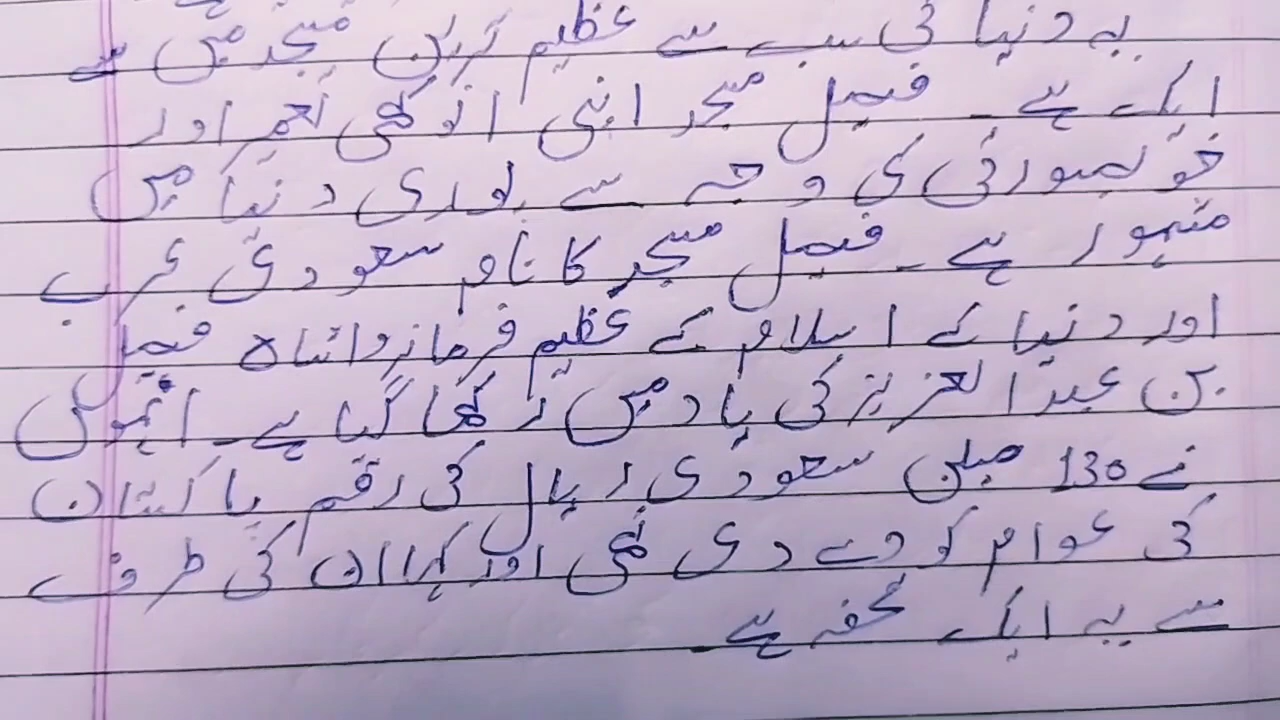 یہ دنیا کی سب سے عظیم ترین مسجد میں سے
ایک ہے۔ فیصل مسجد اپنی انوکھی تعمیر اور
خوبصورتی کی وجہ سے پوری دنیا میں
مشہور ہے۔ فیصل مسجد کا نام سعودی عرب
اور دنیا کے اسلام کے عظیم فرمانروا شاہ فیصل
بن عبدالعزیز کی یاد میں رکھا گیا ہے۔ انہوں
نے 130 ملین سعودی ریال کی رقم پاکستان
کی عوام کو دے دی تھی اور کہا ان کی طرف
سے یہ ایک تحفہ ہے۔